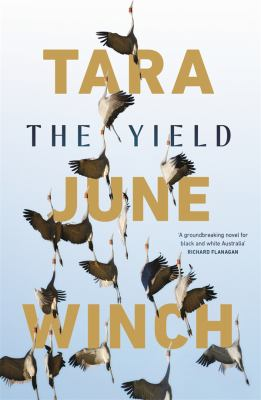 TARA
THE YIELD
JUNE
WINCH
'A groundbreaking novel for
black and white Australia'
RICHARD FLANAGAN